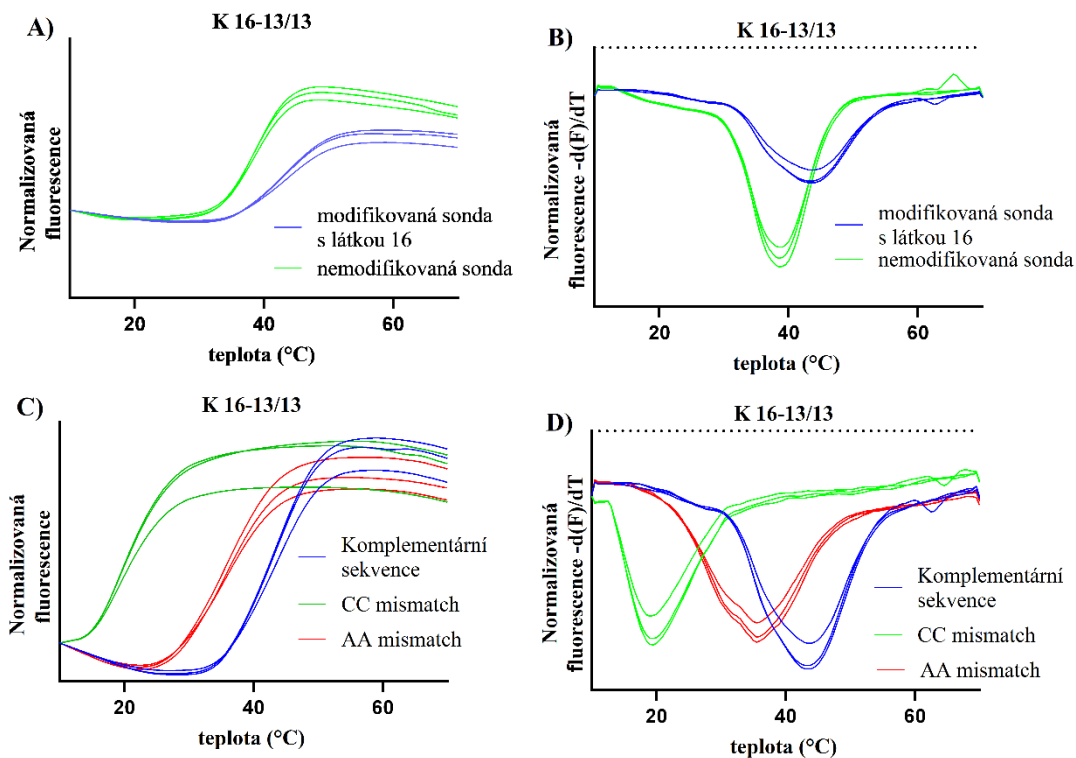 A)
K 16-13/13
Normalizovaná
fluorescence
modifikovaná sonda
s látkou 16
nemodifikovaná sonda
20
40
60
teplota (°C)
B)
K 16-13/13
Normalizovaná
fluorescence -d(F)/dT
modifikovaná sonda
s látkou 16
nemodifikovaná sonda
20
40
60
teplota (°C)
C)
K 16-13/13
Normalizovaná
fluorescence
Komplementární
sekvence
CC mismatch
AA mismatch
20
40
60
teplota (°C)
D)
K 16-13/13
Normalizovaná
fluorescence -d(F)/dT
Komplementární
sekvence
CC mismatch
AA mismatch
20
40
60
teplota (°C)